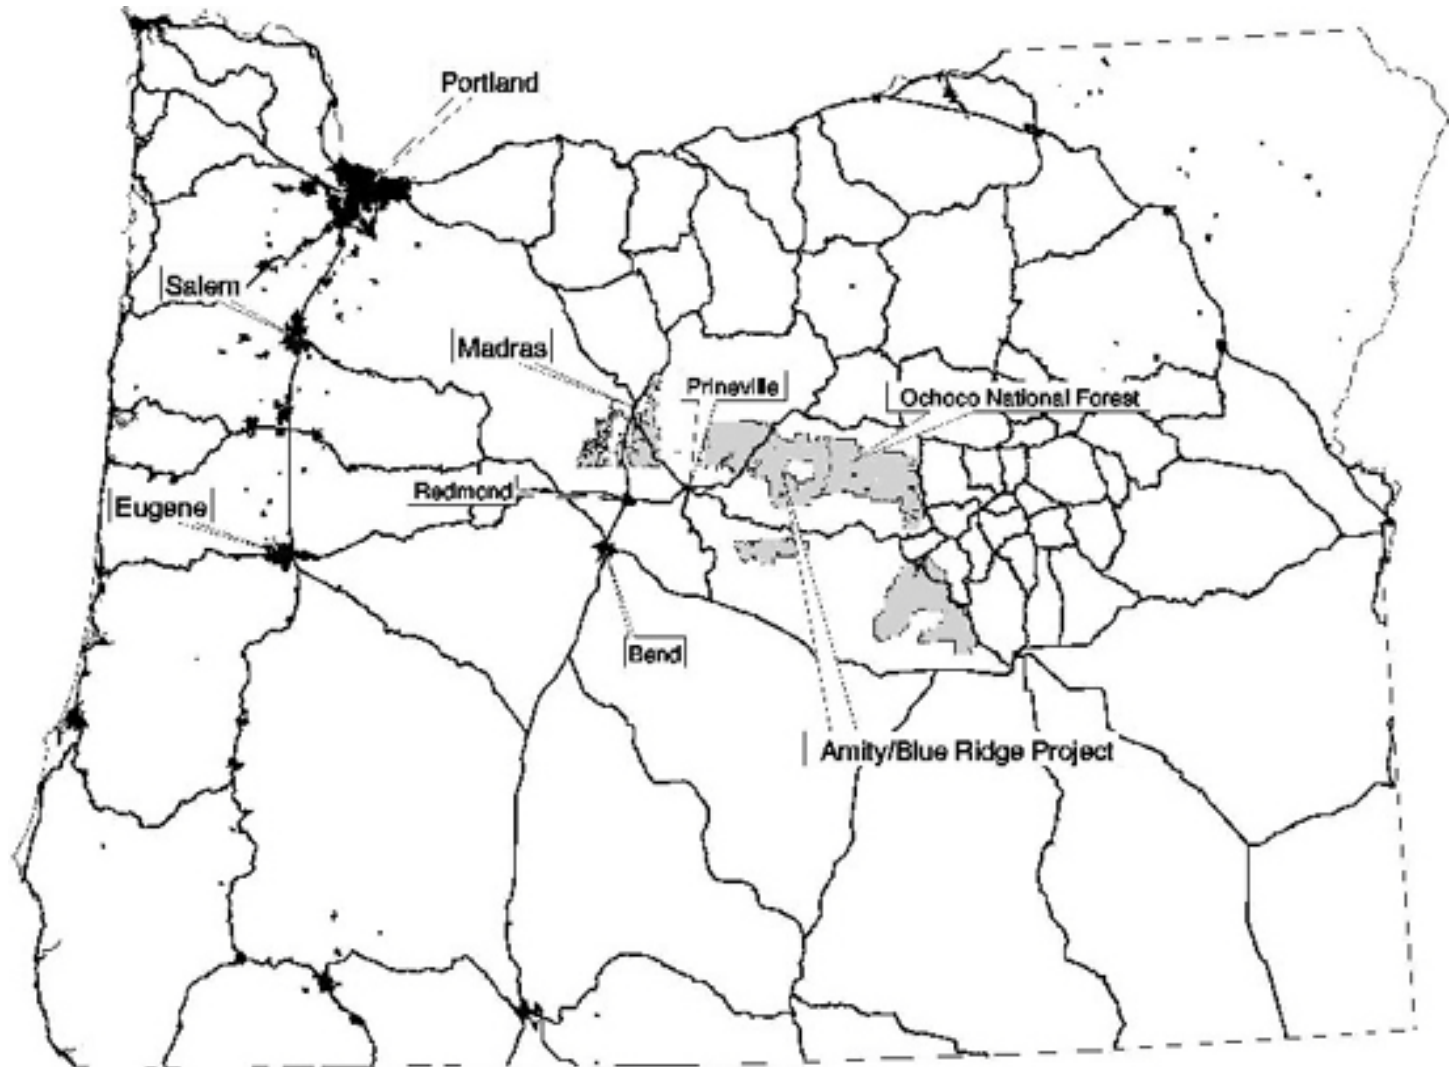 Portland
Salem
Madras
Prineville
Ochoco National Forest
Redmond
Eugene
Bend
Amity/Blue Ridge Project